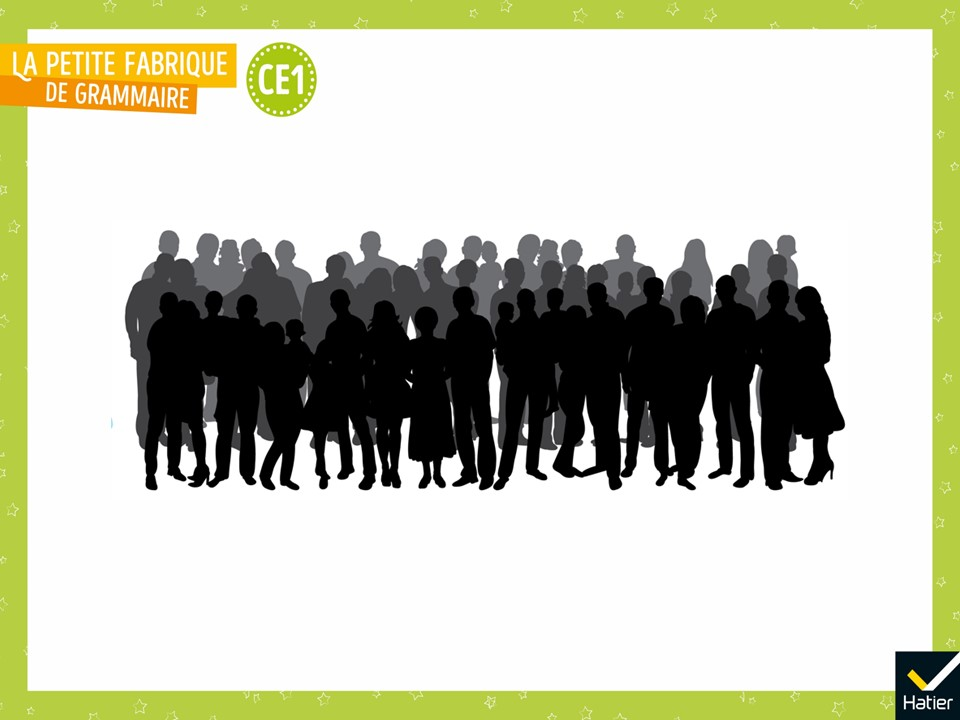 LA PETITE FABRIQUE
DE GRAMMAIRE
CE1
Hatier